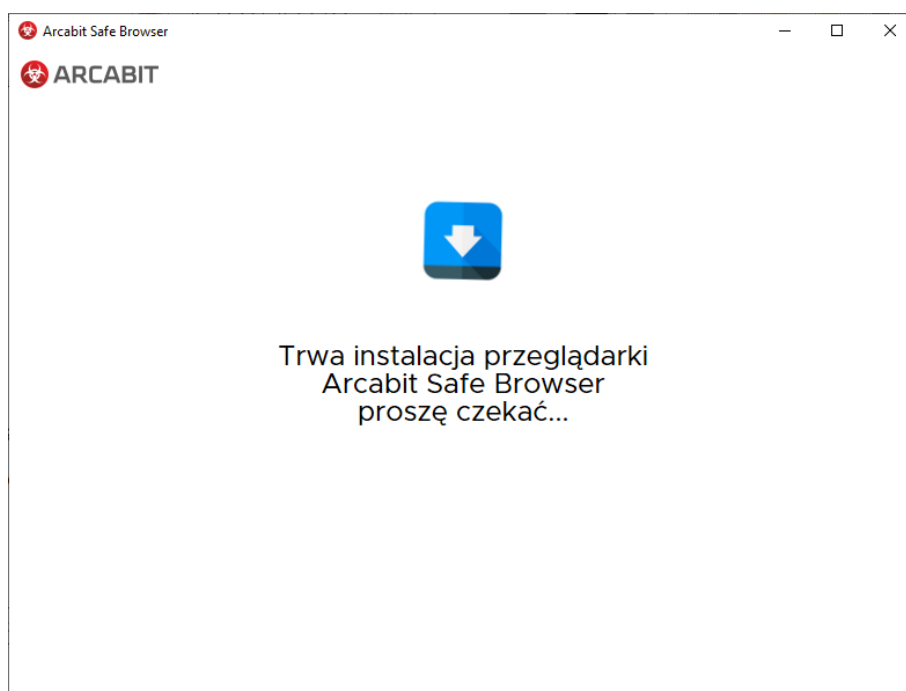 Arcabit Safe Browser
ARCABIT
Trwa instalacja przeglądarki
Arcabit Safe Browser
proszę czekać...